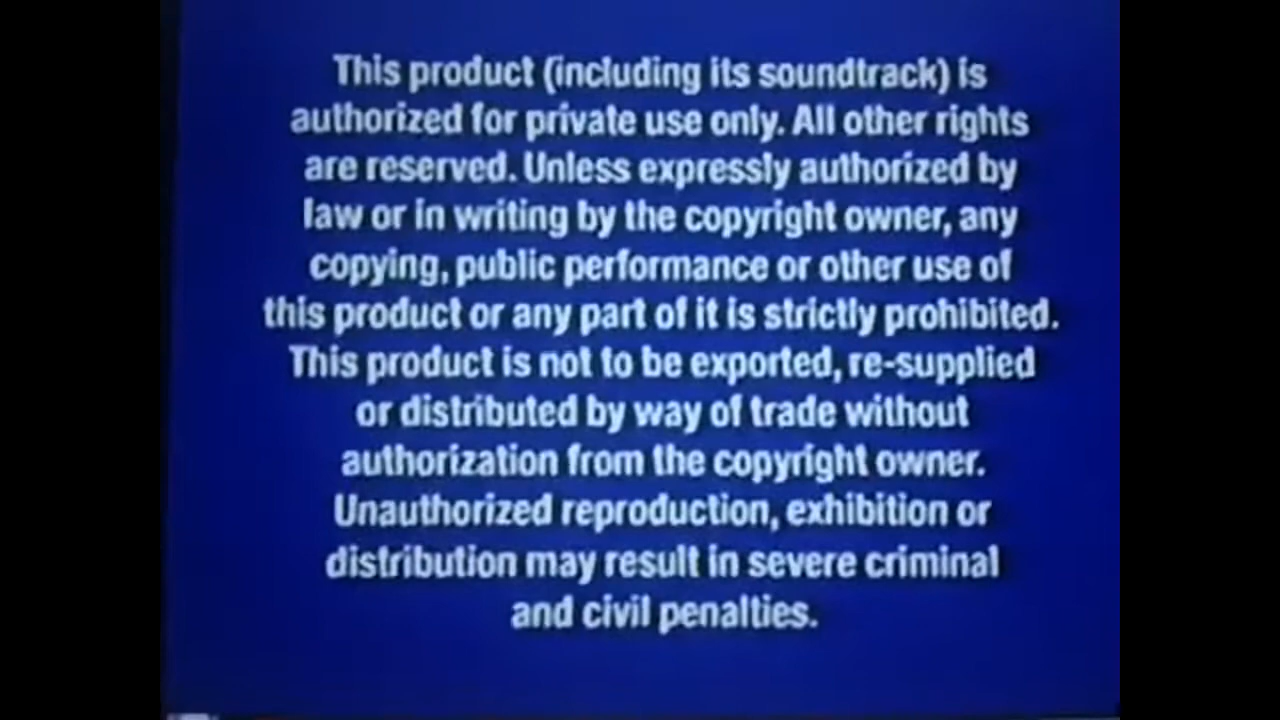 This product (including its soundtrack) is
authorized for private use only. All other rights
are reserved. Unless expressly authorized by
law or in writing by the copyright owner, any
copying, public performance or other use of
this product or any part of it is strictly prohibited.
This product is not to be exported, re-supplied
or distributed by way of trade without
authorization from the copyright owner.
Unauthorized reproduction, exhibition or
distribution may result in severe criminal
and civil penalties.